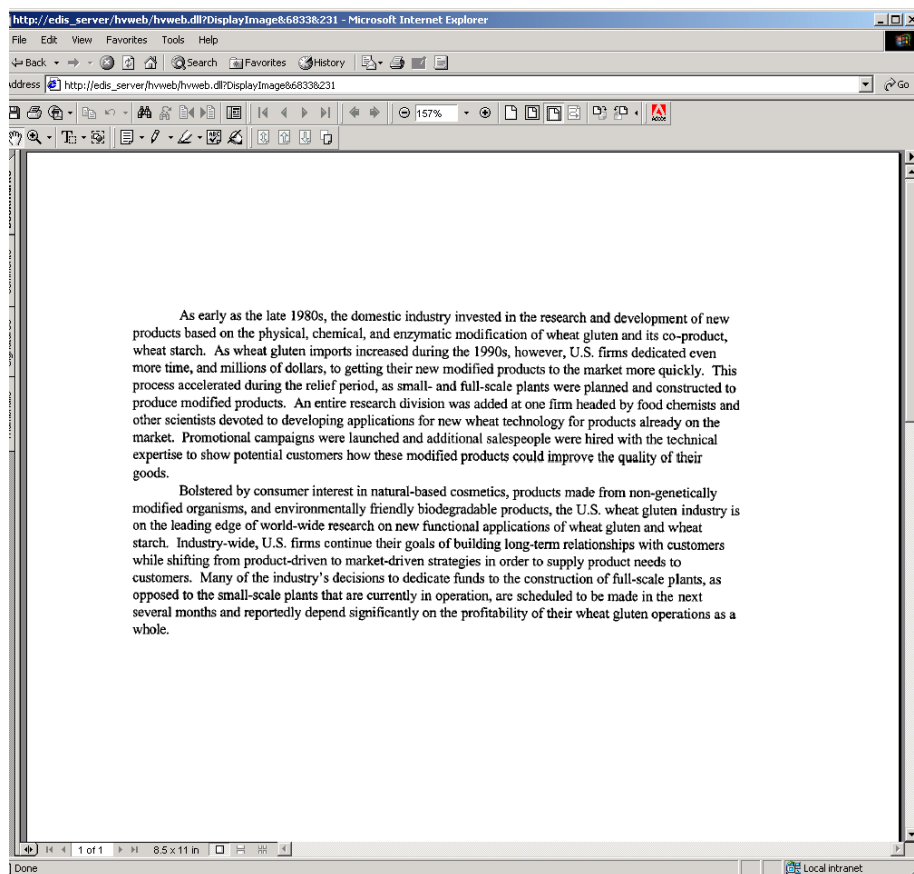 http://edis_server/hvweb/hvweb.dll?DisplayImage&6833&231 - Microsoft Internet Explorer
File Edit View Favorites Tools Help
Back Search Favorites History
Address http://edis_server/hvweb/hvweb.dll?DisplayImage&6833&231 Go
157% Adobe
As early as the late 1980s, the domestic industry invested in the research and development of new
products based on the physical, chemical, and enzymatic modification of wheat gluten and its co-product,
wheat starch. As wheat gluten imports increased during the 1990s, however, U.S. firms dedicated even
more time, and millions of dollars, to getting their new modified products to the market more quickly. This
process accelerated during the relief period, as small- and full-scale plants were planned and constructed to
produce modified products. An entire research division was added at one firm headed by food chemists and
other scientists devoted to developing applications for new wheat technology for products already on the
market. Promotional campaigns were launched and additional salespeople were hired with the technical
expertise to show potential customers how these modified products could improve the quality of their
goods.
Bolstered by consumer interest in natural-based cosmetics, products made from non-genetically
modified organisms, and environmentally friendly biodegradable products, the U.S. wheat gluten industry is
on the leading edge of world-wide research on new functional applications of wheat gluten and wheat
starch. Industry-wide, U.S. firms continue their goals of building long-term relationships with customers
while shifting from product-driven to market-driven strategies in order to supply product needs to
customers. Many of the industry's decisions to dedicate funds to the construction of full-scale plants, as
opposed to the small-scale plants that are currently in operation, are scheduled to be made in the next
several months and reportedly depend significantly on the profitability of their wheat gluten operations as a
whole.
1 of 1 8.5 x 11 in
Done Local intranet